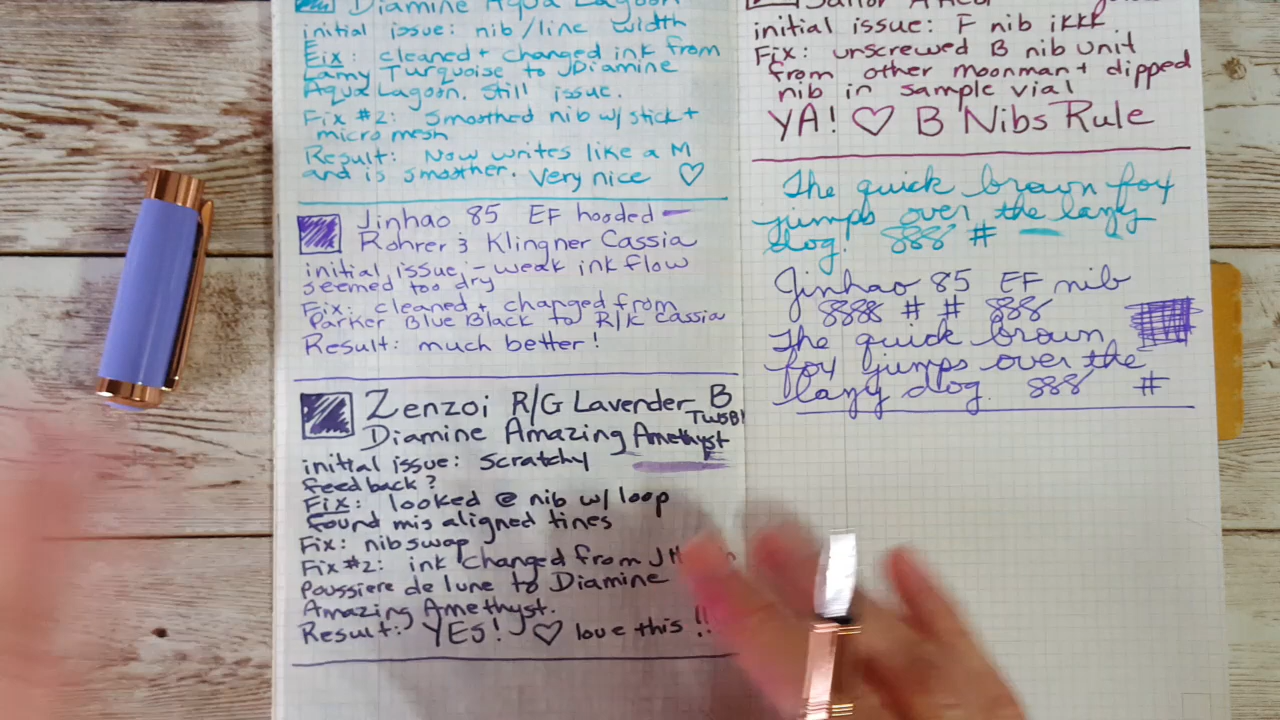 Diamine Aqua Lagoon
initial issue: nib/line width
Fix: cleaned + changed ink from
Lamy Turquoise to Diamine
Aqua Lagoon. Still issue.
Fix #2: Smoothed nib w/ stick +
micro mesh
Result: Now writes like a M
and is smoother. Very nice ♡
Jinhao 85 EF hooded
Rohrer & Klingner Cassia
initial issue - weak ink flow
seemed too dry
Fix: cleaned + changed from
Parker Blue Black to R/K Cassia
Result: much better!
Zenzoi R/G Lavender B
TWSBI
Diamine Amazing Amethyst
initial issue: Scratchy
feedback?
Fix: looked @ nib w/ loop
found mis aligned tines
Fix: nib swap
Fix #2: ink changed from J H
Poussiere de lune to Diamine
Amazing Amethyst.
Result: YES! ♡ love this !!
initial issue: F nib ikkk.
Fix: unscrewed B nib unit
from other moonman + dipped
nib in sample vial
YA! ♡ B Nibs Rule
The quick brown fox
jumps over the lazy
dog. 888 #
Jinhao 85 EF nib
8888 # # 888
The quick brown
fox jumps over the
lazy dog. 888 #